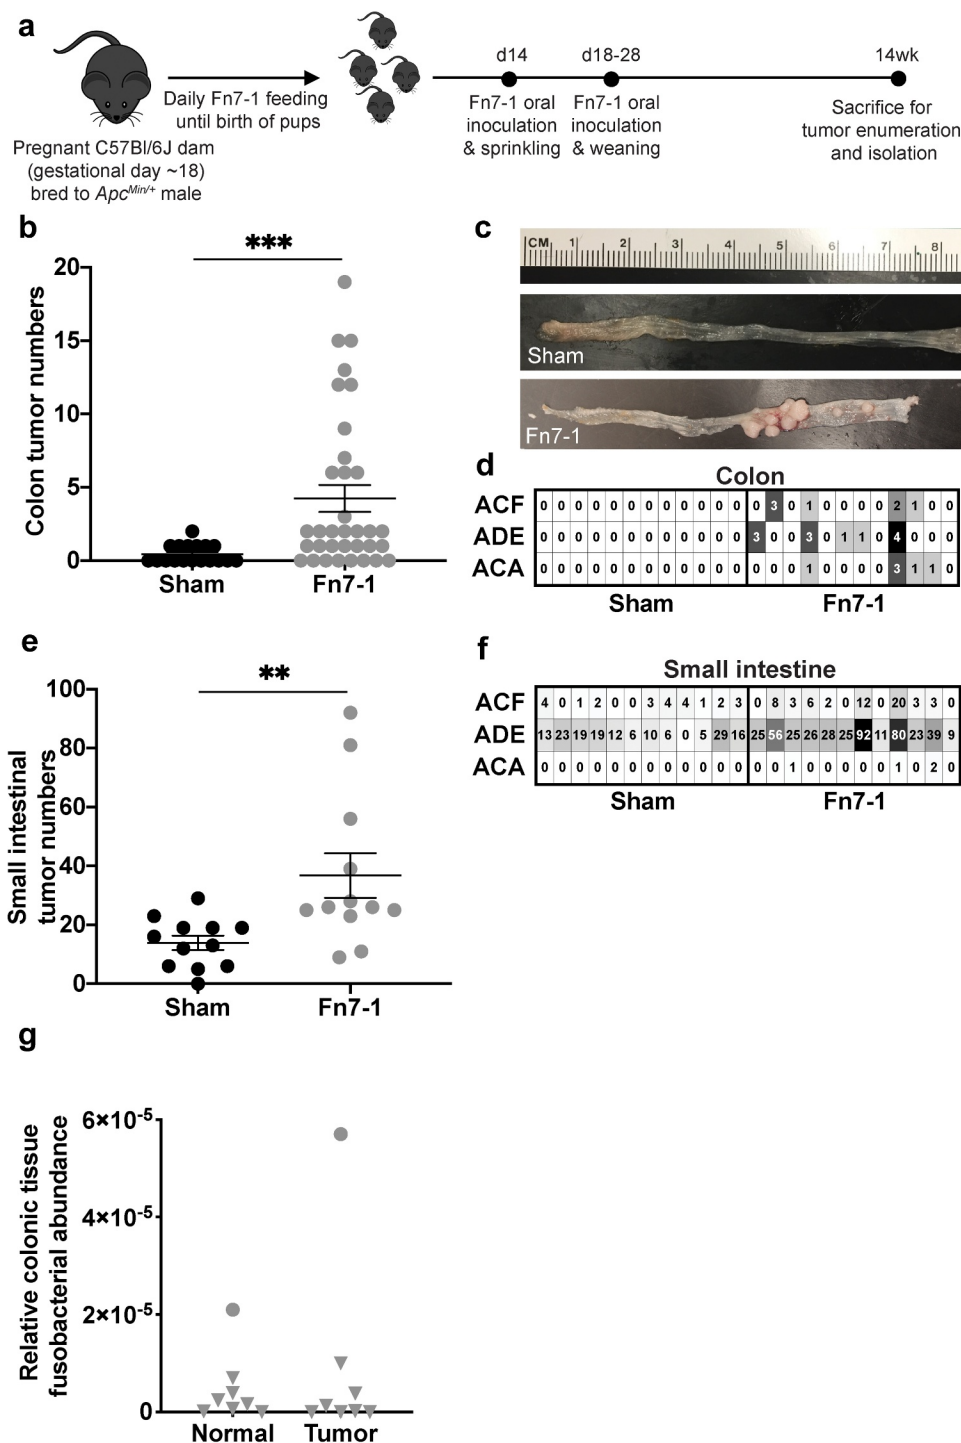 a
Daily Fn7-1 feeding
until birth of pups
Pregnant C57Bl/6J dam
(gestational day ~18)
bred to ApcMin/+ male
d14
Fn7-1 oral
inoculation
& sprinkling
d18-28
Fn7-1 oral
inoculation
& weaning
14wk
Sacrifice for
tumor enumeration
and isolation
b
***
Colon tumor numbers
20
15
10
5
0
Sham Fn7-1
c
CM 1 2 3 4 5 6 7 8
Sham
Fn7-1
d
Colon
ACF 0 0 0 0 0 0 0 0 0 0 0 0 0 3 0 1 0 0 0 0 2 1 0 0
ADE 0 0 0 0 0 0 0 0 0 0 0 0 3 0 0 3 0 1 1 0 4 0 0 0
ACA 0 0 0 0 0 0 0 0 0 0 0 0 0 0 0 1 0 0 0 0 3 1 1 0
Sham Fn7-1
e
**
Small intestinal
tumor numbers
100
80
60
40
20
0
Sham Fn7-1
f
Small intestine
ACF 4 0 1 2 0 0 3 4 4 1 2 3 0 8 3 6 2 0 12 0 20 3 3 0
ADE 13 23 19 19 12 6 10 6 0 5 29 16 25 56 25 26 28 25 92 11 80 23 39 9
ACA 0 0 0 0 0 0 0 0 0 0 0 0 0 0 1 0 0 0 0 0 1 0 2 0
Sham Fn7-1
g
Relative colonic tissue
fusobacterial abundance
6×10-5
4×10-5
2×10-5
0
Normal Tumor